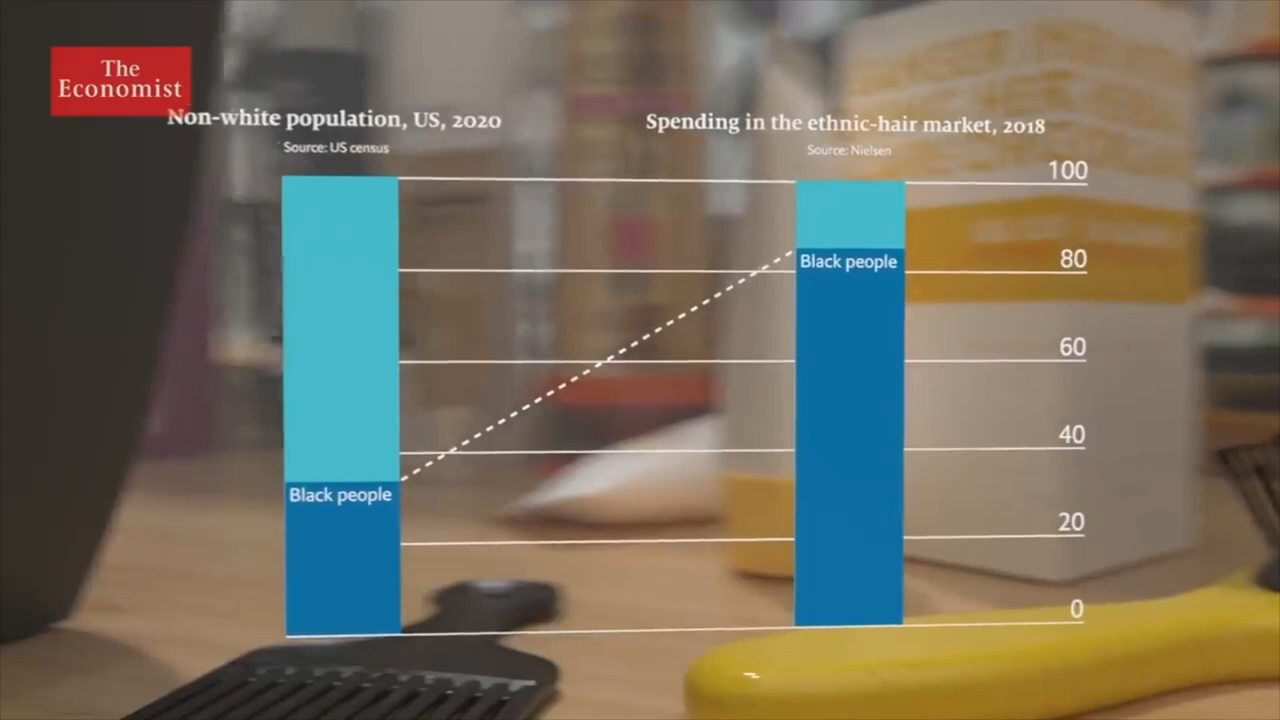 The
Economist
Non-white population, US, 2020
Source: US census
Spending in the ethnic-hair market, 2018
Source: Nielsen
100
80
60
40
20
0
Black people
Black people